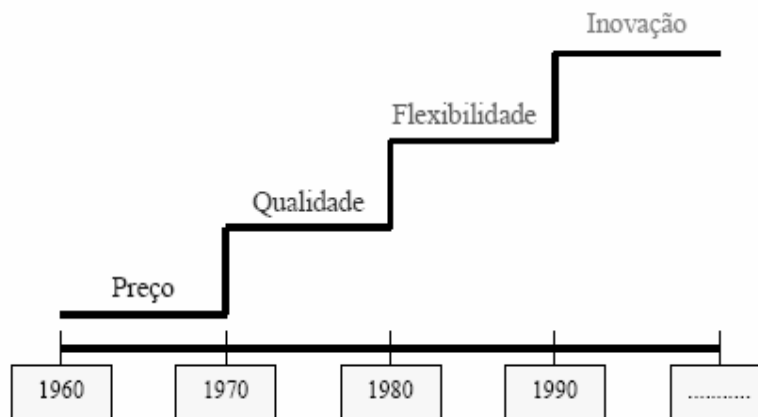 Inovação
Flexibilidade
Qualidade
Preço
1960 1970 1980 1990 ............